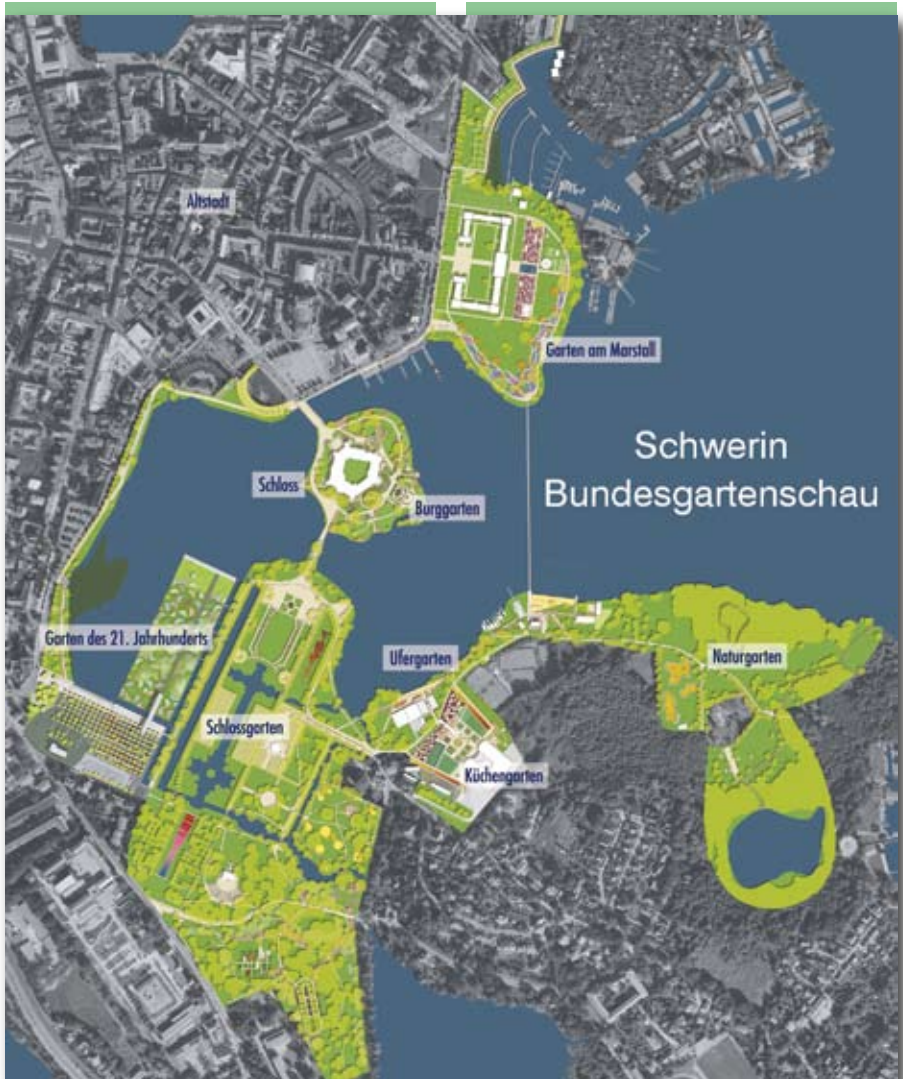 Altstadt
Garten am Marstall
Schwerin
Bundesgartenschau
Schloss
Burggarten
Garten des 21. Jahrhunderts
Ufergarten
Naturgarten
Schlossgarten
Küchengarten